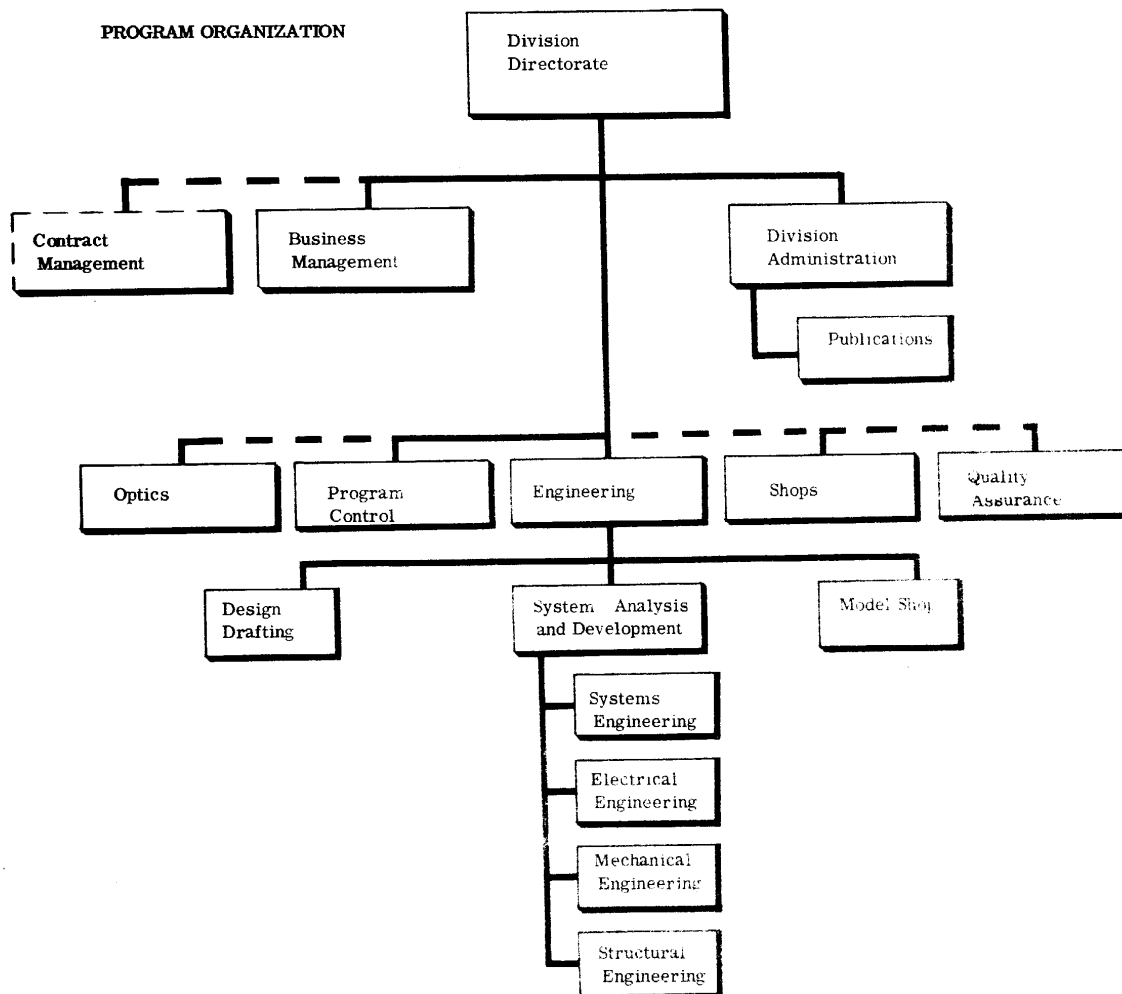 PROGRAM ORGANIZATION
Division
Directorate
Contract
Management
Business
Management
Division
Administration
Publications
Optics
Program
Control
Engineering
Shops
Quality
Assurance
Design
Drafting
System Analysis
and Development
Model Shop
Systems
Engineering
Electrical
Engineering
Mechanical
Engineering
Structural
Engineering